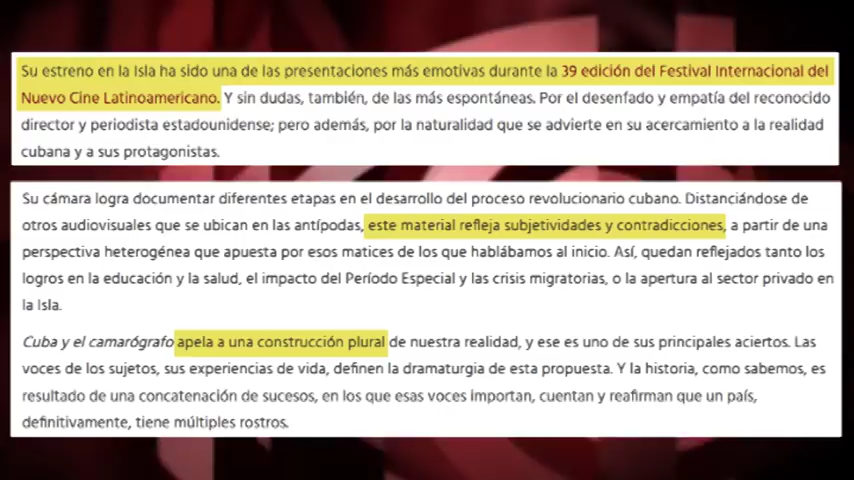 Su estreno en la Isla ha sido una de las presentaciones más emotivas durante la 39 edición del Festival Internacional del
Nuevo Cine Latinoamericano. Y sin dudas, también, de las más espontáneas. Por el desenfado y empatía del reconocido
director y periodista estadounidense; pero además, por la naturalidad que se advierte en su acercamiento a la realidad
cubana y a sus protagonistas.
Su cámara logra documentar diferentes etapas en el desarrollo del proceso revolucionario cubano. Distanciándose de
otros audiovisuales que se ubican en las antípodas, este material refleja subjetividades y contradicciones, a partir de una
perspectiva heterogénea que apuesta por esos matices de los que hablábamos al inicio. Así, quedan reflejados tanto los
logros en la educación y la salud, el impacto del Período Especial y las crisis migratorias, o la apertura al sector privado en
la Isla.
Cuba y el camarógrafo apela a una construcción plural de nuestra realidad, y ese es uno de sus principales aciertos. Las
voces de los sujetos, sus experiencias de vida, definen la dramaturgia de esta propuesta. Y la historia, como sabemos, es
resultado de una concatenación de sucesos, en los que esas voces importan, cuentan y reafirman que un país,
definitivamente, tiene múltiples rostros.